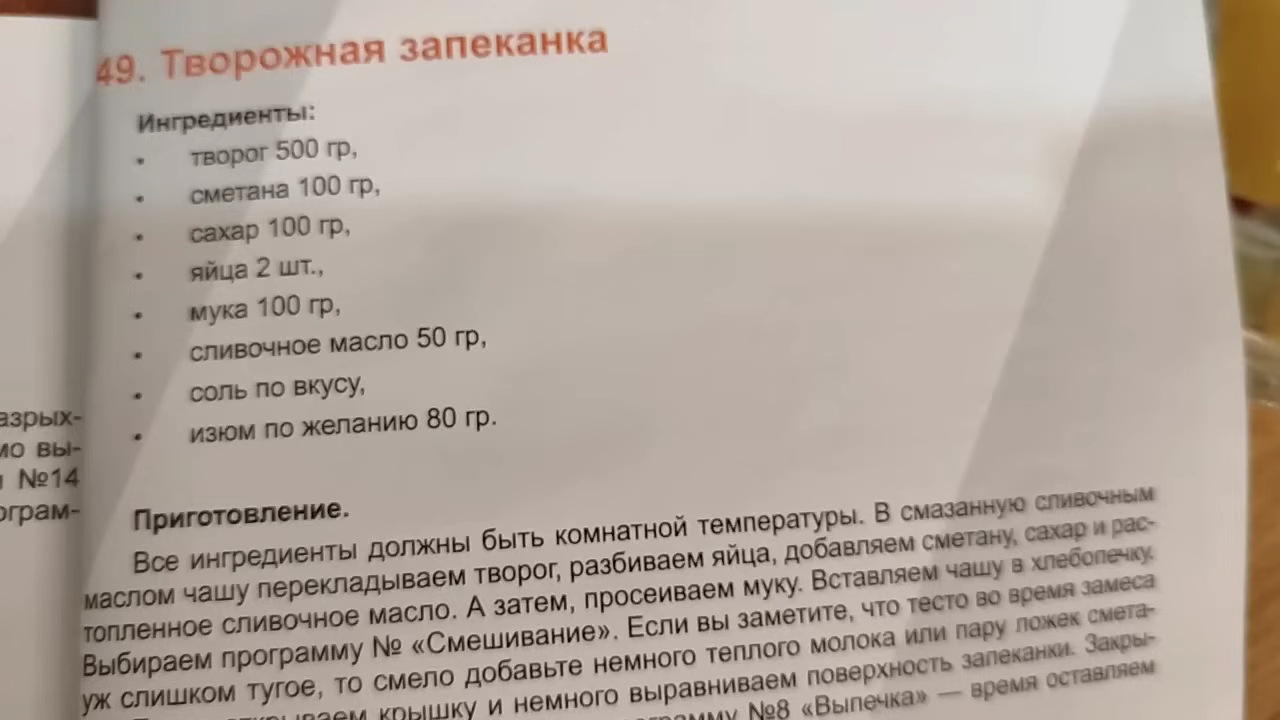 49. Творожная запеканка
Ингредиенты:
• творог 500 гр,
• сметана 100 гр,
• сахар 100 гр,
• яйца 2 шт.,
• мука 100 гр,
• сливочное масло 50 гр,
• соль по вкусу,
• изюм по желанию 80 гр.
азрых-
мо вы-
№14
ограм-
Приготовление.
Все ингредиенты должны быть комнатной температуры. В смазанную сливочным
маслом чашу перекладываем творог, разбиваем яйца, добавляем сметану, сахар и рас-
топленное сливочное масло. А затем, просеиваем муку. Вставляем чашу в хлебопечку.
Выбираем программу № «Смешивание». Если вы заметите, что тесто во время замеса
уж слишком тугое, то смело добавьте немного теплого молока или пару ложек смета-
крышку и немного выравниваем поверхность запеканки. Закры-
№8 «Выпечка» — время оставляем